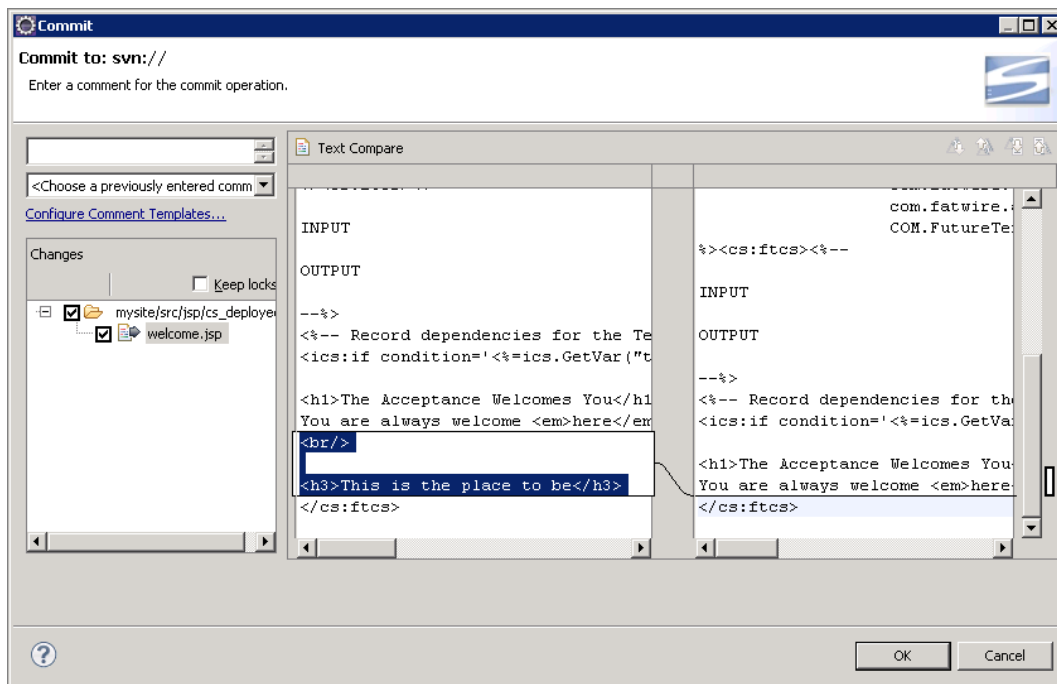 Commit
Commit to: svn://
Enter a comment for the commit operation.
<Choose a previously entered comm
Configure Comment Templates...
Changes
Keep locks
mysite/src/jsp/cs_deploye
welcome.jsp
Text Compare
INPUT
OUTPUT
--%>
<%-- Record dependencies for the Te
<ics:if condition='<%=ics.GetVar("t
<h1>The Acceptance Welcomes You</h1
You are always welcome <em>here</em
<br/>
<h3>This is the place to be</h3>
</cs:ftcs>
com.fatwire.
COM.FutureTe
%><cs:ftcs><%--
INPUT
OUTPUT
--%>
<%-- Record dependencies for th
<ics:if condition='<%=ics.GetVa
<h1>The Acceptance Welcomes You
You are always welcome <em>here
</cs:ftcs>
OK
Cancel